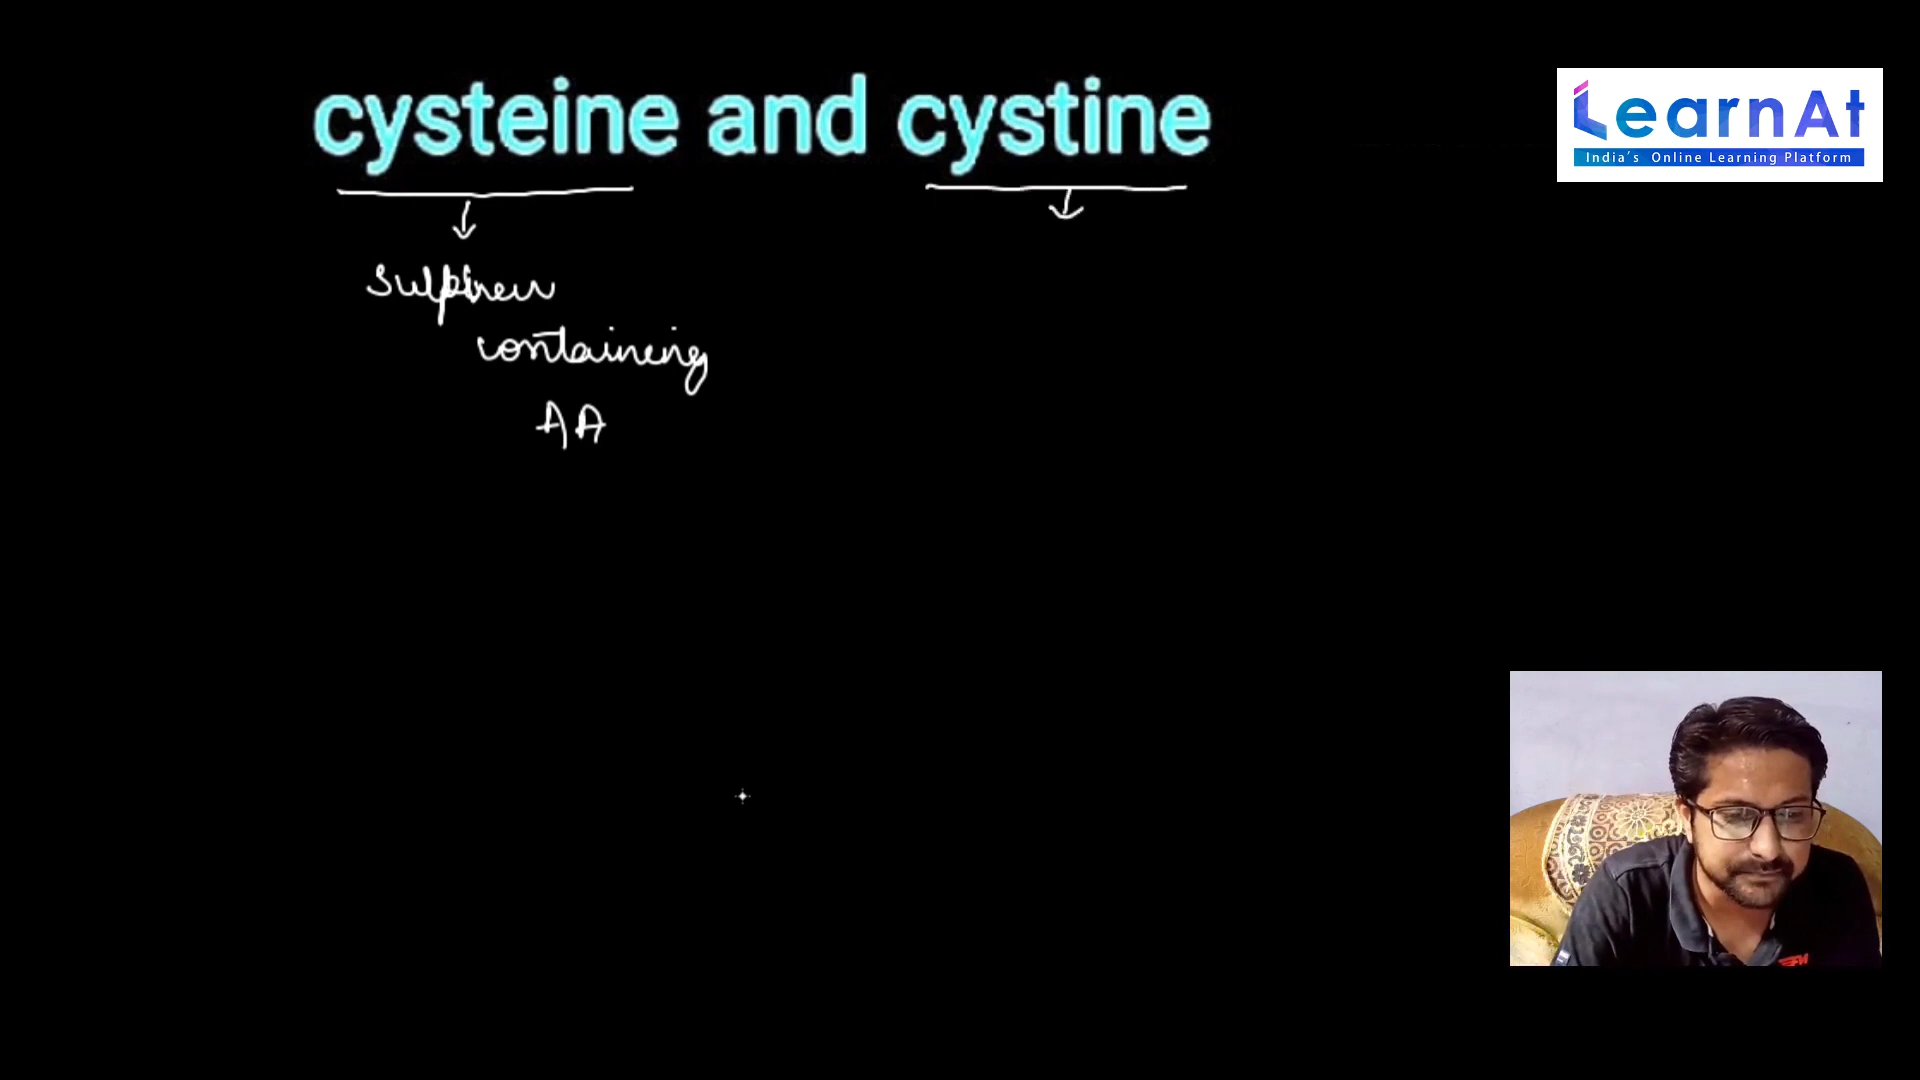 cysteine and cystine
LearnAt
India's Online Learning Platform
Sulphur
containing
AA